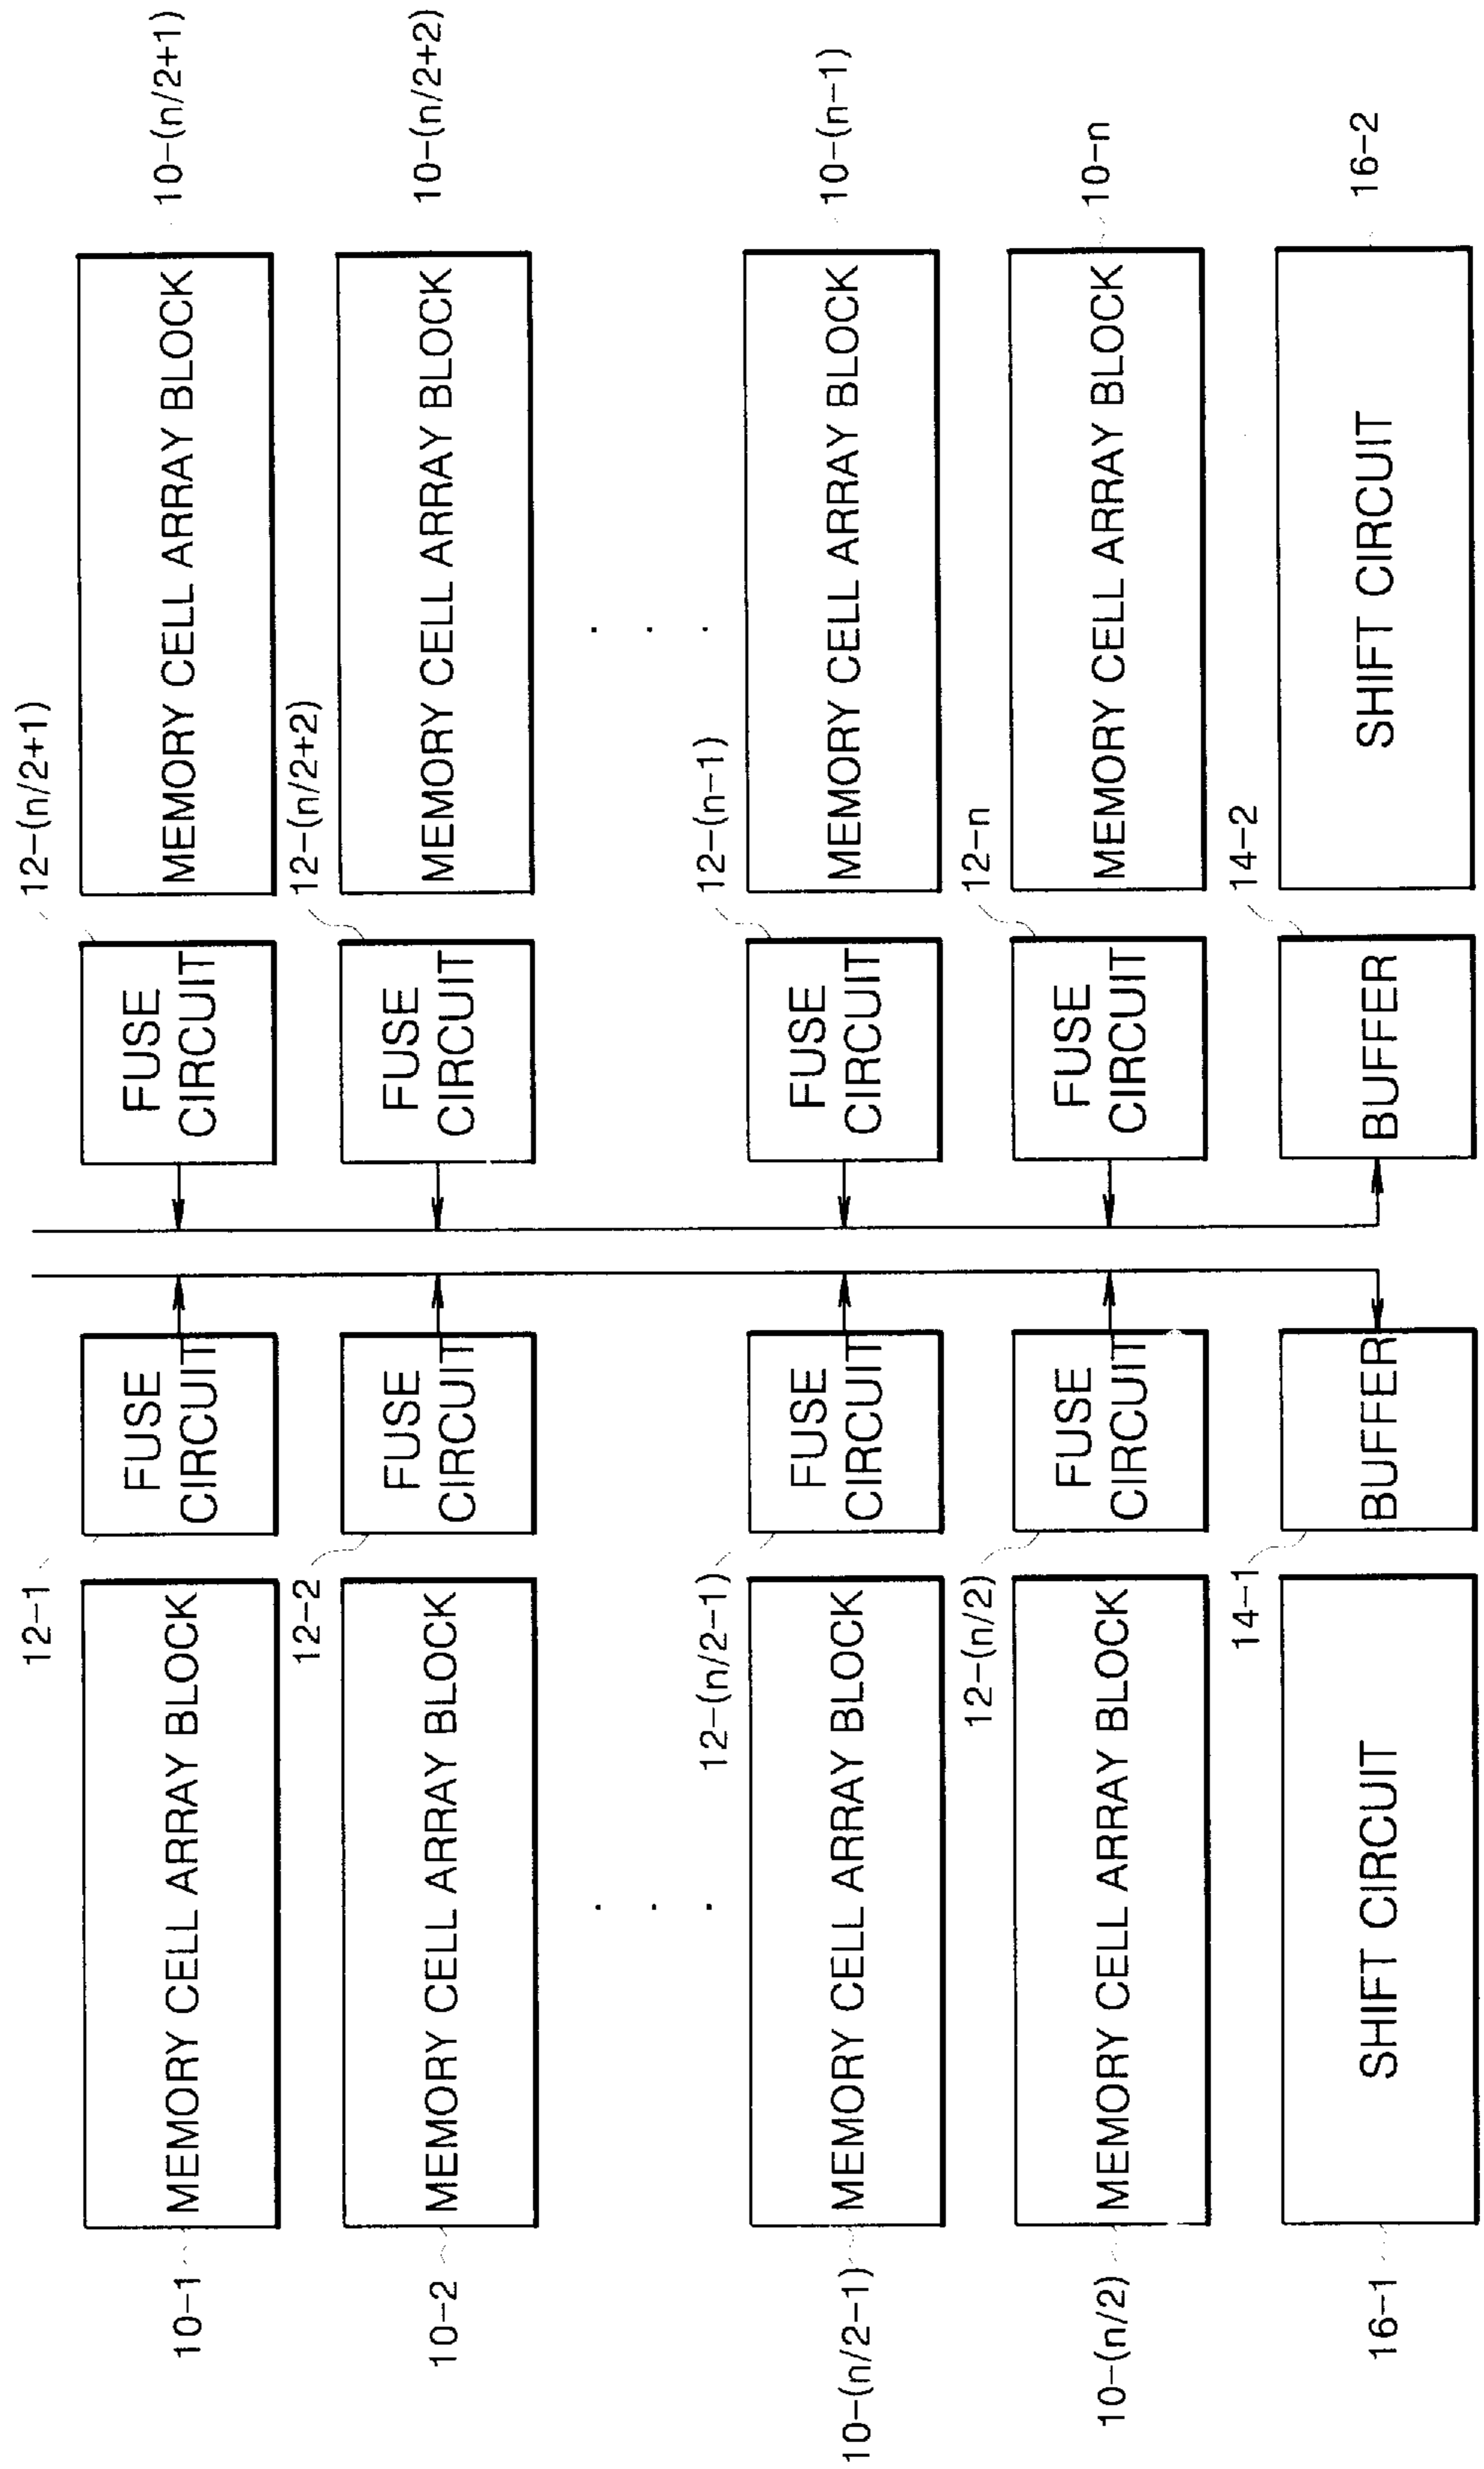 12-1
12-(n/2+1)
10-1
MEMORY CELL ARRAY BLOCK
FUSE
CIRCUIT
FUSE
CIRCUIT
MEMORY CELL ARRAY BLOCK
10-(n/2+1)
12-2
12-(n/2+2)
10-2
MEMORY CELL ARRAY BLOCK
FUSE
CIRCUIT
FUSE
CIRCUIT
MEMORY CELL ARRAY BLOCK
10-(n/2+2)
12-(n/2-1)
12-(n-1)
10-(n/2-1)
MEMORY CELL ARRAY BLOCK
FUSE
CIRCUIT
FUSE
CIRCUIT
MEMORY CELL ARRAY BLOCK
10-(n-1)
12-(n/2)
12-n
10-(n/2)
MEMORY CELL ARRAY BLOCK
FUSE
CIRCUIT
FUSE
CIRCUIT
MEMORY CELL ARRAY BLOCK
10-n
14-1
14-2
16-1
SHIFT CIRCUIT
BUFFER
BUFFER
SHIFT CIRCUIT
16-2